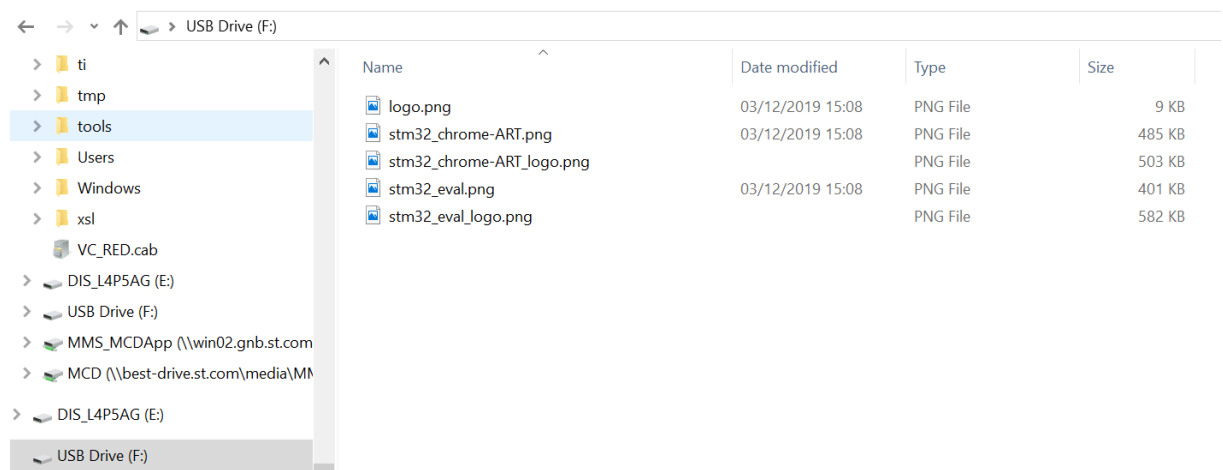 USB Drive (F:)
ti
tmp
tools
Users
Windows
xsl
VC_RED.cab
DIS_L4P5AG (E:)
USB Drive (F:)
MMS_MCDApp (\\win02.gnb.st.com
MCD (\\best-drive.st.com\media\MM
DIS_L4P5AG (E:)
USB Drive (F:)
Name Date modified Type Size
logo.png 03/12/2019 15:08 PNG File 9 KB
stm32_chrome-ART.png 03/12/2019 15:08 PNG File 485 KB
stm32_chrome-ART_logo.png PNG File 503 KB
stm32_eval.png 03/12/2019 15:08 PNG File 401 KB
stm32_eval_logo.png PNG File 582 KB